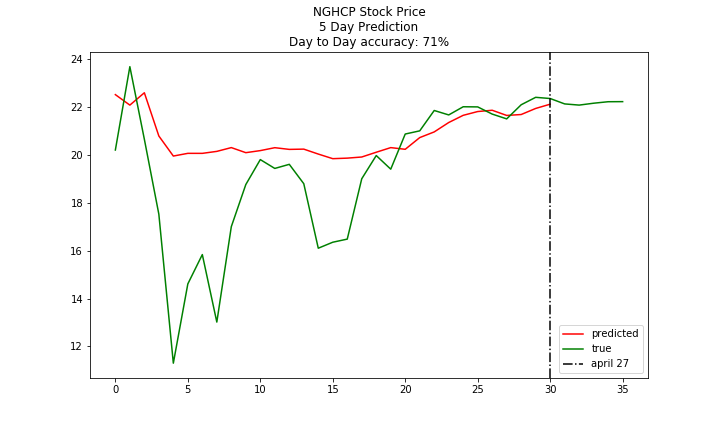 NGHCP Stock Price
5 Day Prediction
Day to Day accuracy: 71%
24
22
20
18
16
14
12
0 5 10 15 20 25 30 35
predicted
true
april 27